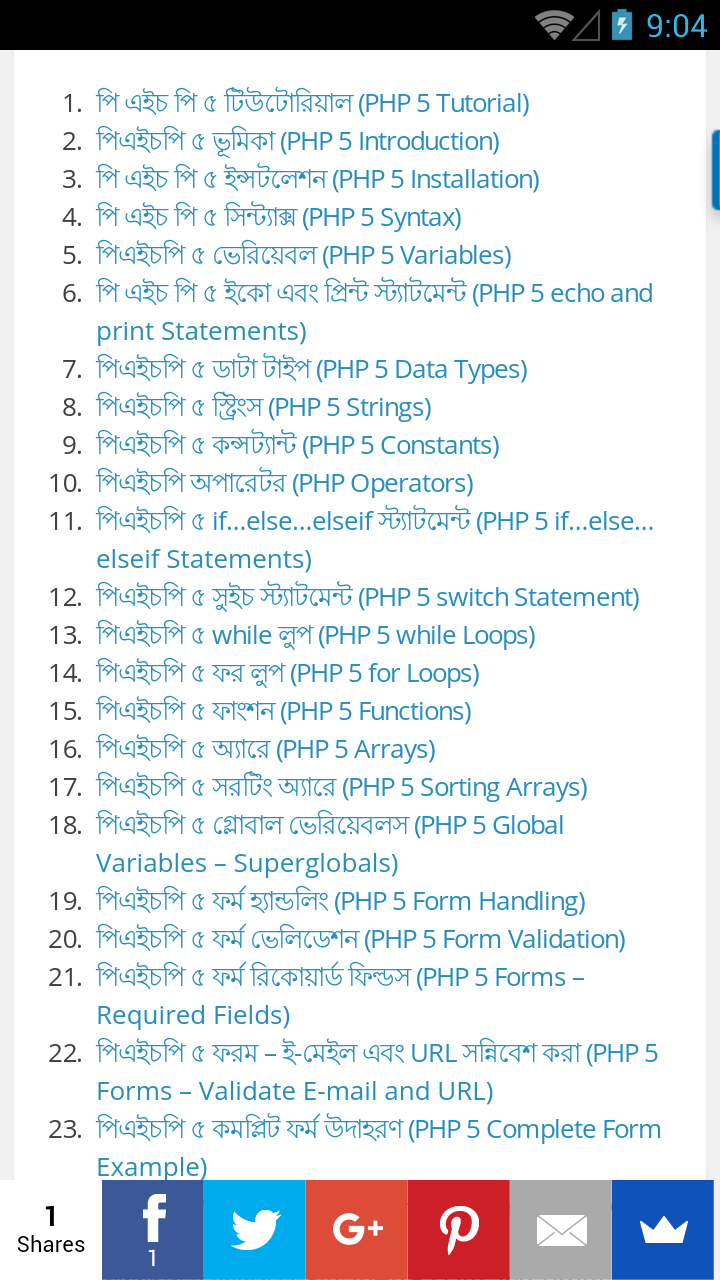 9:04
1. পি এইচ পি ৫ টিউটোরিয়াল (PHP 5 Tutorial)
2. পিএইচপি ৫ ভূমিকা (PHP 5 Introduction)
3. পি এইচ পি ৫ ইন্সটলেশন (PHP 5 Installation)
4. পি এইচ পি ৫ সিন্ট্যাক্স (PHP 5 Syntax)
5. পিএইচপি ৫ ভেরিয়েবল (PHP 5 Variables)
6. পি এইচ পি ৫ ইকো এবং প্রিন্ট স্ট্যাটমেন্ট (PHP 5 echo and
print Statements)
7. পিএইচপি ৫ ডাটা টাইপ (PHP 5 Data Types)
8. পিএইচপি ৫ স্ট্রিংস (PHP 5 Strings)
9. পিএইচপি ৫ কন্সট্যান্ট (PHP 5 Constants)
10. পিএইচপি অপারেটর (PHP Operators)
11. পিএইচপি ৫ if…else…elseif স্ট্যাটমেন্ট (PHP 5 if…else…
elseif Statements)
12. পিএইচপি ৫ সুইচ স্ট্যাটমেন্ট (PHP 5 switch Statement)
13. পিএইচপি ৫ while লুপ (PHP 5 while Loops)
14. পিএইচপি ৫ ফর লুপ (PHP 5 for Loops)
15. পিএইচপি ৫ ফাংশন (PHP 5 Functions)
16. পিএইচপি ৫ অ্যারে (PHP 5 Arrays)
17. পিএইচপি ৫ সরটিং অ্যারে (PHP 5 Sorting Arrays)
18. পিএইচপি ৫ গ্লোবাল ভেরিয়েবলস (PHP 5 Global
Variables – Superglobals)
19. পিএইচপি ৫ ফর্ম হ্যান্ডলিং (PHP 5 Form Handling)
20. পিএইচপি ৫ ফর্ম ভেলিডেশন (PHP 5 Form Validation)
21. পিএইচপি ৫ ফর্ম রিকোয়ার্ড ফিল্ডস (PHP 5 Forms –
Required Fields)
22. পিএইচপি ৫ ফরম – ই-মেইল এবং URL সন্নিবেশ করা (PHP 5
Forms – Validate E-mail and URL)
23. পিএইচপি ৫ কমপ্লিট ফর্ম উদাহরণ (PHP 5 Complete Form
Example)
1
Shares
f
1
G+